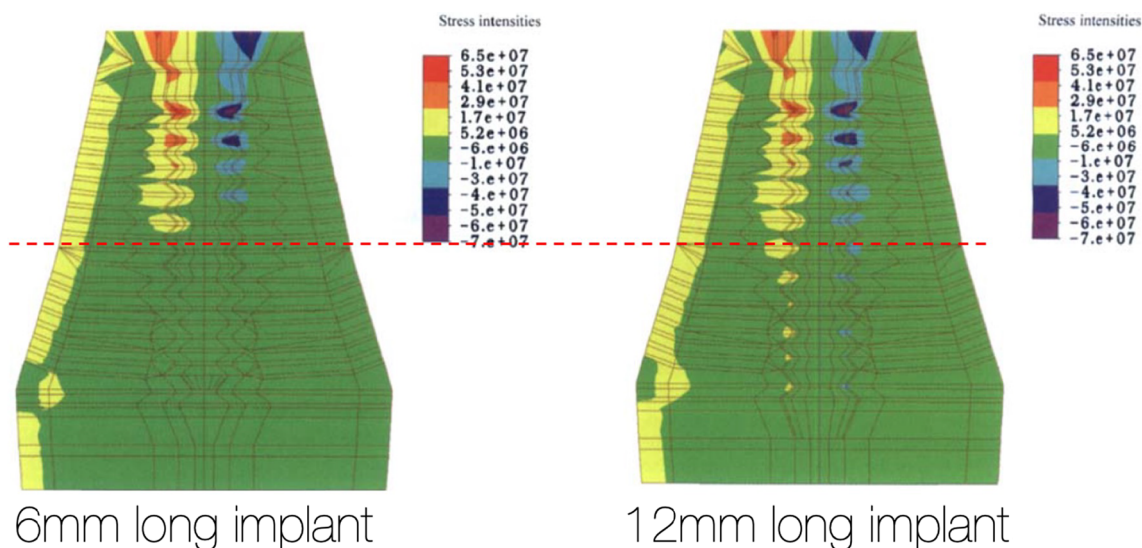 Stress intensities
6.5e+07
5.3e+07
4.1e+07
2.9e+07
1.7e+07
5.2e+06
-6.e+06
-1.e+07
-3.e+07
-4.e+07
-5.e+07
-6.e+07
-7.e+07
6mm long implant
Stress intensities
6.5e+07
5.3e+07
4.1e+07
2.9e+07
1.7e+07
5.2e+06
-6.e+06
-1.e+07
-3.e+07
-4.e+07
-5.e+07
-6.e+07
-7.e+07
12mm long implant